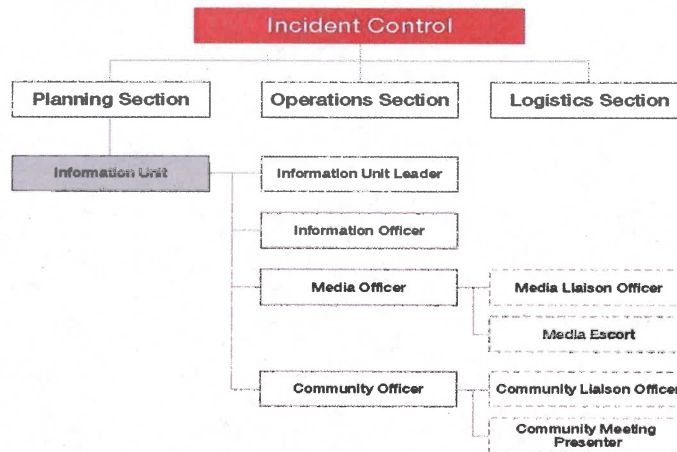 Incident Control
Planning Section
Operations Section
Logistics Section
Information Unit
Information Unit Leader
Information Officer
Media Officer
Media Liaison Officer
Media Escort
Community Officer
Community Liaison Officer
Community Meeting
Presenter